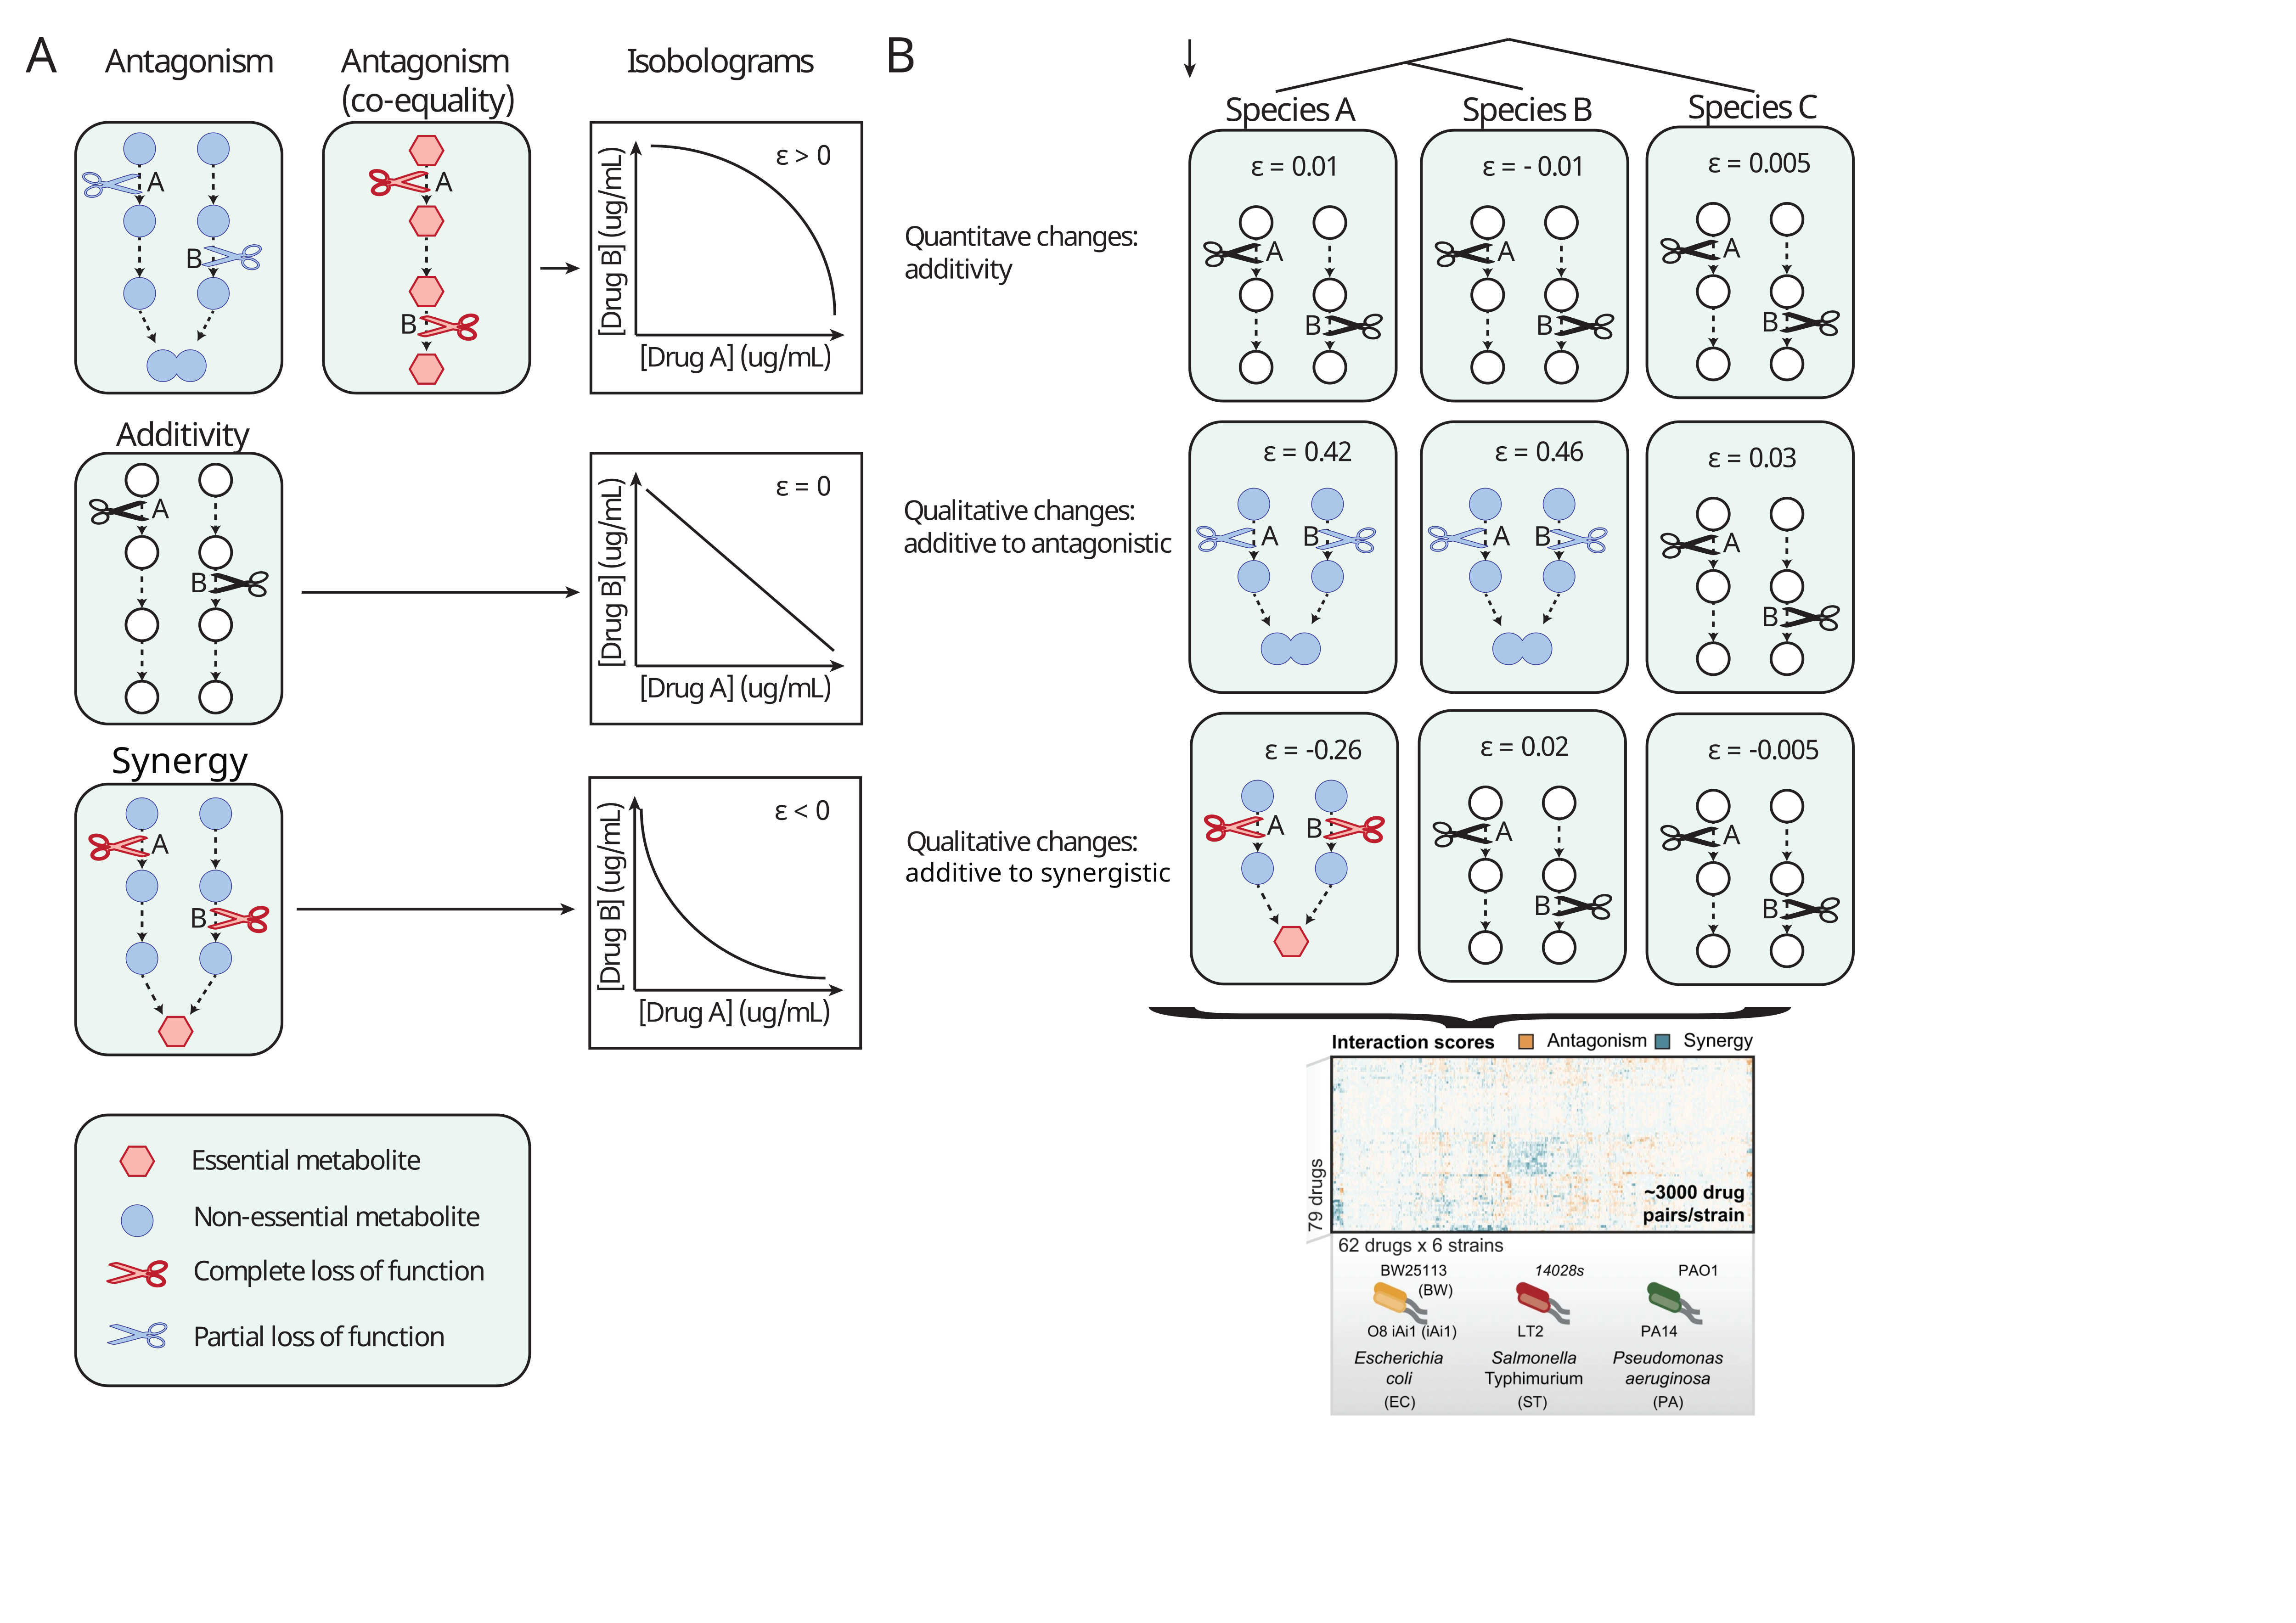 A
Antagonism
Antagonism
(co-equality)
Isobolograms
A
B
A
B
[Drug B] (ug/mL)
ε > 0
[Drug A] (ug/mL)
Additivity
A
B
[Drug B] (ug/mL)
ε = 0
[Drug A] (ug/mL)
Synergy
A
B
[Drug B] (ug/mL)
ε < 0
[Drug A] (ug/mL)
Essential metabolite
Non-essential metabolite
Complete loss of function
Partial loss of function
B
Species A
Species B
Species C
Quantitave changes:
additivity
ε = 0.01
A
B
ε = - 0.01
A
B
ε = 0.005
A
B
Qualitative changes:
additive to antagonistic
ε = 0.42
A
B
ε = 0.46
A
B
ε = 0.03
A
B
Qualitative changes:
additive to synergistic
ε = -0.26
A
B
ε = 0.02
A
B
ε = -0.005
A
B
Interaction scores
Antagonism
Synergy
79 drugs
~3000 drug
pairs/strain
62 drugs x 6 strains
BW25113
(BW)
14028s
PAO1
O8 iAi1 (iAi1)
LT2
PA14
Escherichia
coli
(EC)
Salmonella
Typhimurium
(ST)
Pseudomonas
aeruginosa
(PA)